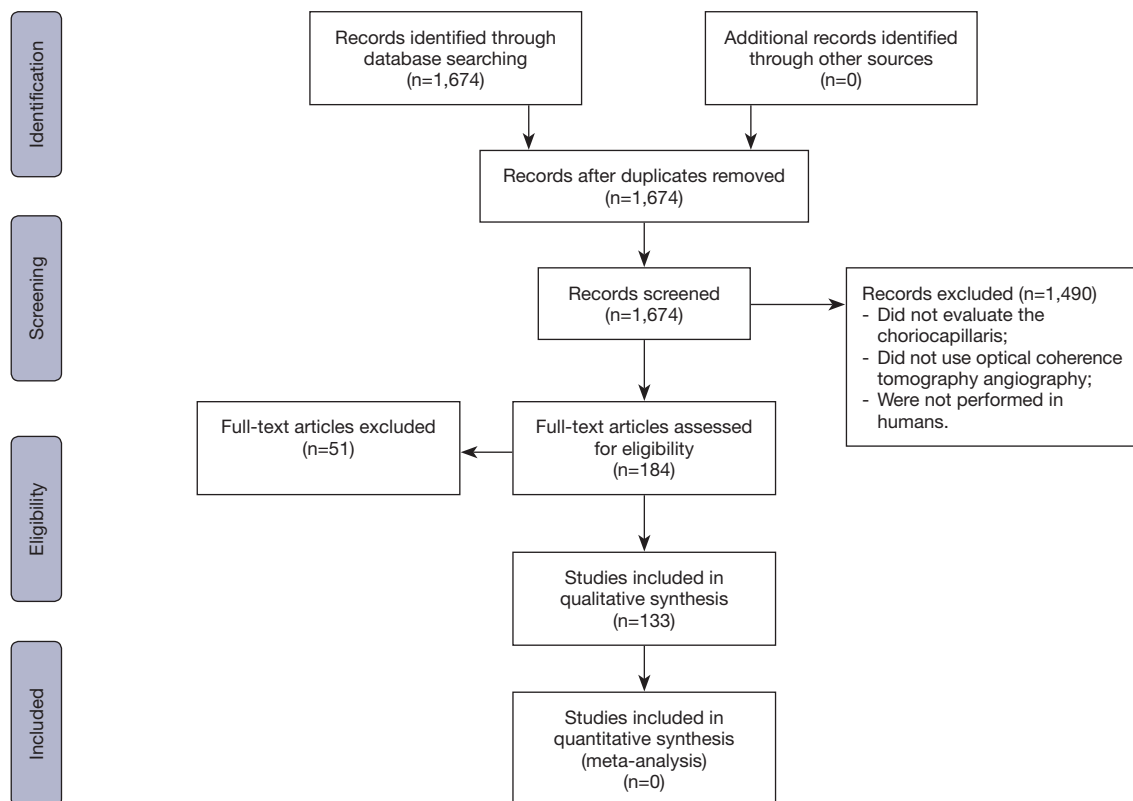 Identification
Records identified through
database searching
(n=1,674)
Additional records identified
through other sources
(n=0)
Records after duplicates removed
(n=1,674)
Screening
Records screened
(n=1,674)
Records excluded (n=1,490)
- Did not evaluate the
choriocapillaris;
- Did not use optical coherence
tomography angiography;
- Were not performed in
humans.
Eligibility
Full-text articles excluded
(n=51)
Full-text articles assessed
for eligibility
(n=184)
Studies included in
qualitative synthesis
(n=133)
Included
Studies included in
quantitative synthesis
(meta-analysis)
(n=0)